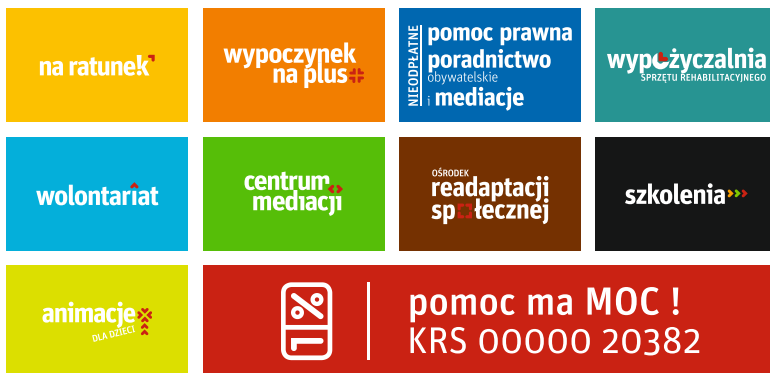 na ratunek
wypoczynek
na plus
NIEODPŁATNE
pomoc prawna
poradnictwo
obywatelskie
i mediacje
wypożyczalnia
SPRZĘTU REHABILITACYJNEGO
wolontariat
centrum
mediacji
OŚRODEK
readaptacji
społecznej
szkolenia
animacje
DLA DZIECI
1%
pomoc ma MOC !
KRS 00000 20382